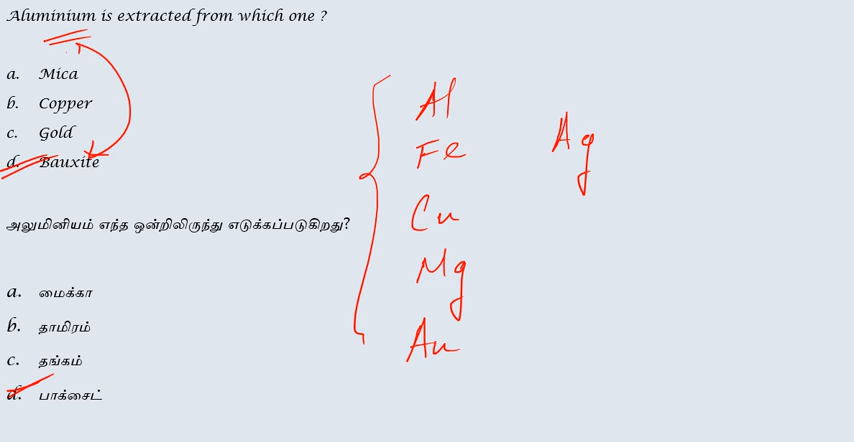 Aluminium is extracted from which one ?
a. Mica
b. Copper
c. Gold
d. Bauxite
அலுமினியம் எந்த ஒன்றிலிருந்து எடுக்கப்படுகிறது?
a. மைக்கா
b. தாமிரம்
c. தங்கம்
d. பாக்சைட்
Al
Fe
Cu
Mg
Au
Ag